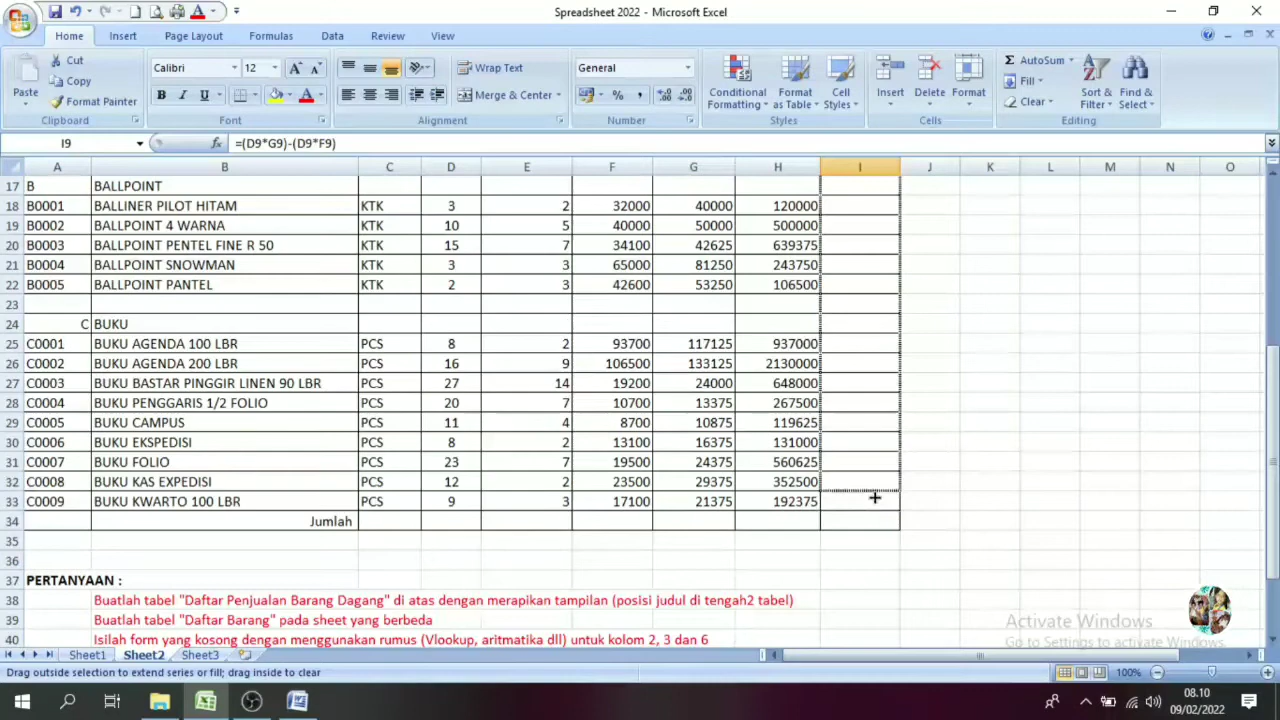 Spreadsheet 2022 - Microsoft Excel
Home Insert Page Layout Formulas Data Review View
Paste Cut Copy Format Painter Clipboard
Calibri 12 A A B I U A Font
Wrap Text Merge & Center Alignment
General % , Number
Conditional Formatting Format as Table Cell Styles Styles
Insert Delete Format Cells
Σ AutoSum Fill Clear Sort & Filter Find & Select Editing
I9 fx =(D9*G9)-(D9*F9)
A B C D E F G H I J K L M N O
17 B BALLPOINT
18 B0001 BALLINER PILOT HITAM KTK 3 2 32000 40000 120000
19 B0002 BALLPOINT 4 WARNA KTK 10 5 40000 50000 500000
20 B0003 BALLPOINT PENTEL FINE R 50 KTK 15 7 34100 42625 639375
21 B0004 BALLPOINT SNOWMAN KTK 3 3 65000 81250 243750
22 B0005 BALLPOINT PANTEL KTK 2 3 42600 53250 106500
23
24 C BUKU
25 C0001 BUKU AGENDA 100 LBR PCS 8 2 93700 117125 937000
26 C0002 BUKU AGENDA 200 LBR PCS 16 9 106500 133125 2130000
27 C0003 BUKU BASTAR PINGGIR LINEN 90 LBR PCS 27 14 19200 24000 648000
28 C0004 BUKU PENGGARIS 1/2 FOLIO PCS 20 7 10700 13375 267500
29 C0005 BUKU CAMPUS PCS 11 4 8700 10875 119625
30 C0006 BUKU EKSPEDISI PCS 8 2 13100 16375 131000
31 C0007 BUKU FOLIO PCS 23 7 19500 24375 560625
32 C0008 BUKU KAS EXPEDISI PCS 12 2 23500 29375 352500
33 C0009 BUKU KWARTO 100 LBR PCS 9 3 17100 21375 192375
34 Jumlah
35
36
37 PERTANYAAN :
38 Buatlah tabel "Daftar Penjualan Barang Dagang" di atas dengan merapikan tampilan (posisi judul di tengah2 tabel)
39 Buatlah tabel "Daftar Barang" pada sheet yang berbeda
40 Isilah form yang kosong dengan menggunakan rumus (Vlookup, aritmatika dll) untuk kolom 2, 3 dan 6
Activate Windows
Go to Settings to activate Windows.
Sheet1 Sheet2 Sheet3
Drag outside selection to extend series or fill; drag inside to clear 100%
08.10
09/02/2022